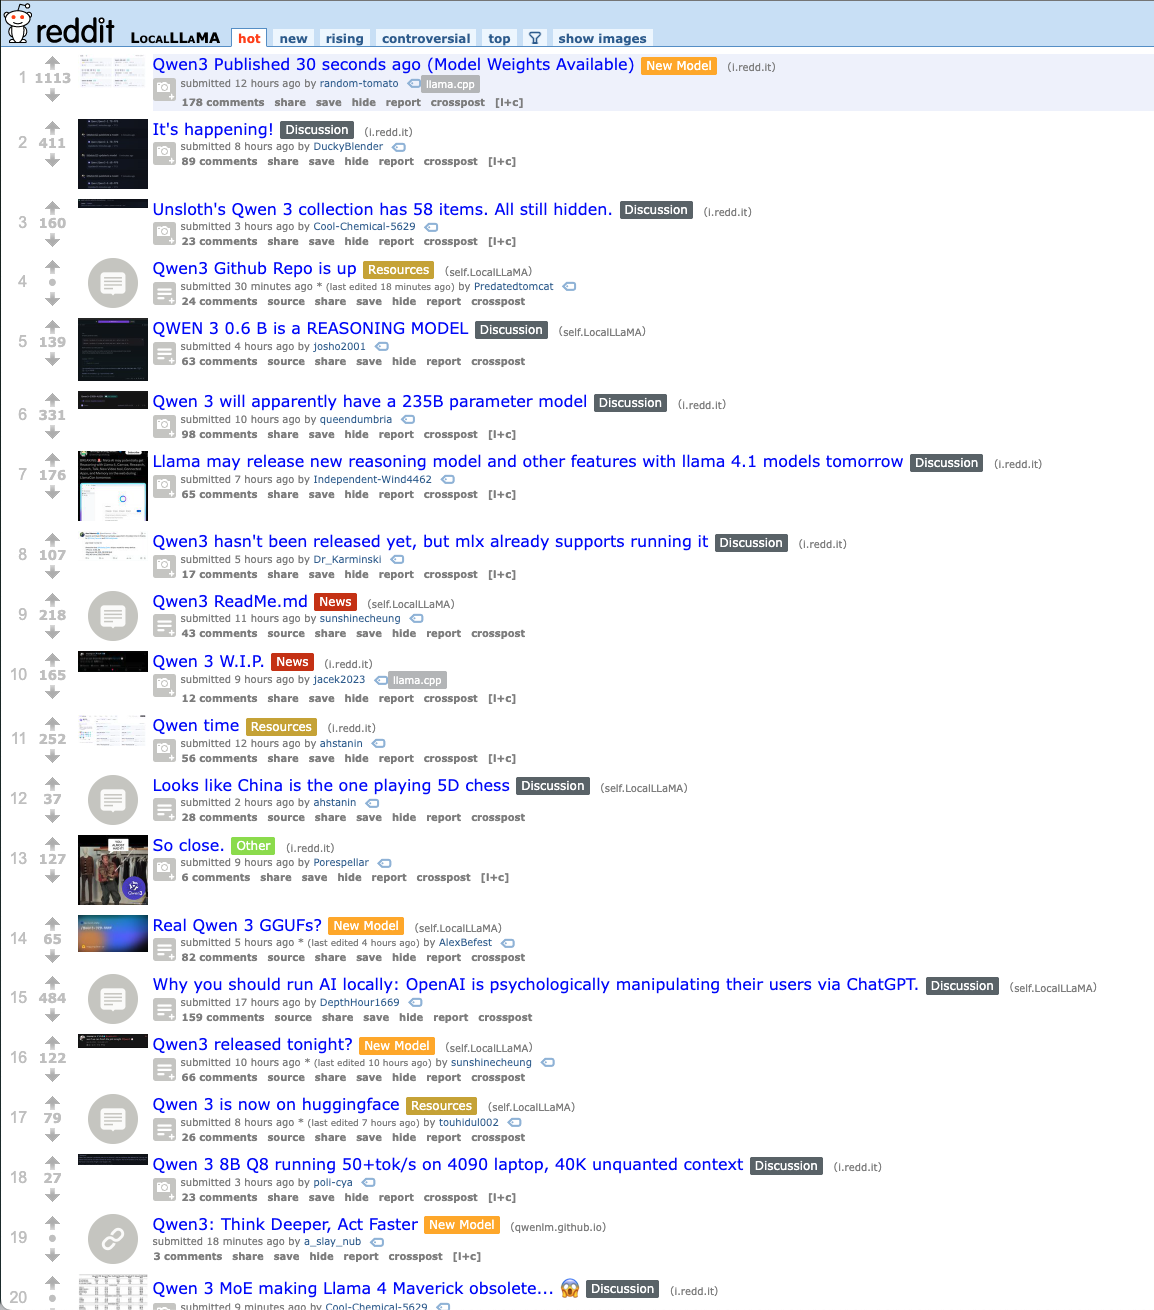 reddit LOCALLLAMA hot new rising controversial top show images
1 1113 Qwen3 Published 30 seconds ago (Model Weights Available) New Model (i.redd.it)
submitted 12 hours ago by random-tomato llama.cpp
178 comments share save hide report crosspost [l+c]
2 411 It's happening! Discussion (i.redd.it)
submitted 8 hours ago by DuckyBlender
89 comments share save hide report crosspost [l+c]
3 160 Unsloth's Qwen 3 collection has 58 items. All still hidden. Discussion (i.redd.it)
submitted 3 hours ago by Cool-Chemical-5629
23 comments share save hide report crosspost [l+c]
4 • Qwen3 Github Repo is up Resources (self.LocalLLaMA)
submitted 30 minutes ago * (last edited 18 minutes ago) by Predatedtomcat
24 comments source share save hide report crosspost
5 139 QWEN 3 0.6 B is a REASONING MODEL Discussion (self.LocalLLaMA)
submitted 4 hours ago by josho2001
63 comments source share save hide report crosspost
6 331 Qwen 3 will apparently have a 235B parameter model Discussion (i.redd.it)
submitted 10 hours ago by queendumbria
98 comments share save hide report crosspost [l+c]
7 176 Llama may release new reasoning model and other features with llama 4.1 models tomorrow Discussion (i.redd.it)
submitted 7 hours ago by Independent-Wind4462
65 comments share save hide report crosspost [l+c]
8 107 Qwen3 hasn't been released yet, but mlx already supports running it Discussion (i.redd.it)
submitted 5 hours ago by Dr_Karminski
17 comments share save hide report crosspost [l+c]
9 218 Qwen3 ReadMe.md News (self.LocalLLaMA)
submitted 11 hours ago by sunshinecheung
43 comments source share save hide report crosspost
10 165 Qwen 3 W.I.P. News (i.redd.it)
submitted 9 hours ago by jacek2023 llama.cpp
12 comments share save hide report crosspost [l+c]
11 252 Qwen time Resources (i.redd.it)
submitted 12 hours ago by ahstanin
56 comments share save hide report crosspost [l+c]
12 37 Looks like China is the one playing 5D chess Discussion (self.LocalLLaMA)
submitted 2 hours ago by ahstanin
28 comments source share save hide report crosspost
13 127 So close. Other (i.redd.it)
submitted 9 hours ago by Porespellar
6 comments share save hide report crosspost [l+c]
14 65 Real Qwen 3 GGUFs? New Model (self.LocalLLaMA)
submitted 5 hours ago * (last edited 4 hours ago) by AlexBefest
82 comments source share save hide report crosspost
15 484 Why you should run AI locally: OpenAI is psychologically manipulating their users via ChatGPT. Discussion (self.LocalLLaMA)
submitted 17 hours ago by DepthHour1669
159 comments source share save hide report crosspost
16 122 Qwen3 released tonight? New Model (self.LocalLLaMA)
submitted 10 hours ago * (last edited 10 hours ago) by sunshinecheung
66 comments source share save hide report crosspost
17 79 Qwen 3 is now on huggingface Resources (self.LocalLLaMA)
submitted 8 hours ago * (last edited 7 hours ago) by touhidul002
26 comments source share save hide report crosspost
18 27 Qwen 3 8B Q8 running 50+tok/s on 4090 laptop, 40K unquanted context Discussion (i.redd.it)
submitted 3 hours ago by poli-cya
23 comments share save hide report crosspost [l+c]
19 • Qwen3: Think Deeper, Act Faster New Model (qwenlm.github.io)
submitted 18 minutes ago by a_slay_nub
3 comments share save hide report crosspost [l+c]
20 • Qwen 3 MoE making Llama 4 Maverick obsolete... 😱 Discussion (i.redd.it)
submitted 9 minutes ago by Cool-Chemical-5629